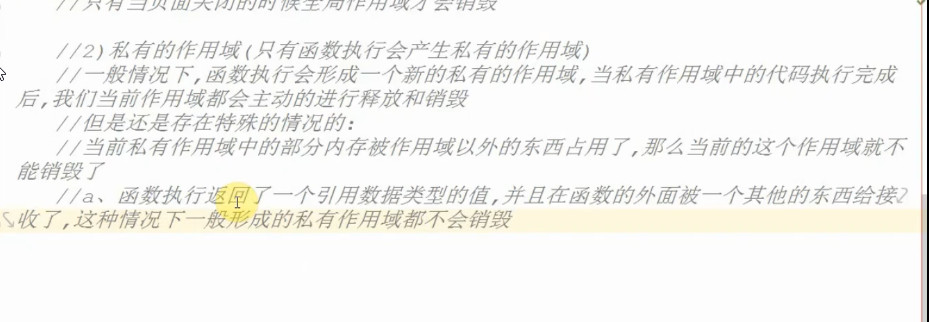 //只有当页面关闭的时候全局作用域才会销毁
//2)私有的作用域(只有函数执行会产生私有的作用域)
//一般情况下,函数执行会形成一个新的私有的作用域,当私有作用域中的代码执行完成
后,我们当前作用域都会主动的进行释放和销毁
//但是还是存在特殊的情况的:
//当前私有作用域中的部分内存被作用域以外的东西占用了,那么当前的这个作用域就不
能销毁了
//a、函数执行返回了一个引用数据类型的值,并且在函数的外面被一个其他的东西给接
收了,这种情况下一般形成的私有作用域都不会销毁